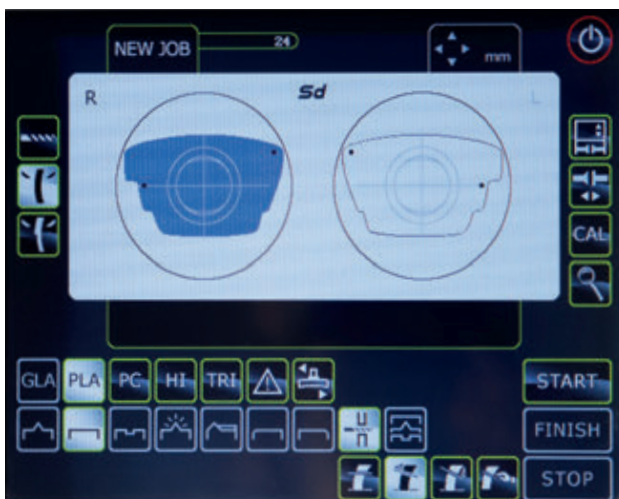 NEW JOB 24 mm
R Sd L
CAL
GLA PLA PC HI TRI START
FINISH
STOP